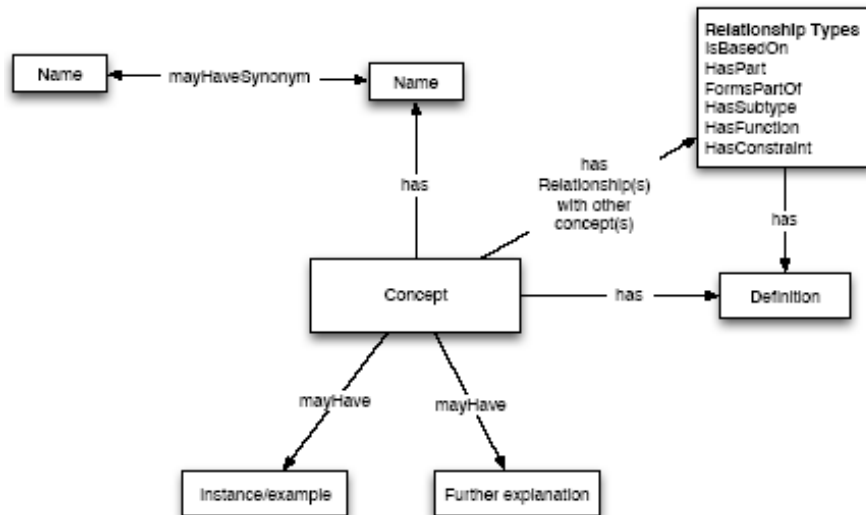 Relationship Types
IsBasedOn
HasPart
FormsPartOf
HasSubtype
HasFunction
HasConstraint
Name
mayHaveSynonym
Name
has
has
Relationship(s)
with other
concept(s)
has
Concept
has
Definition
mayHave
mayHave
Instance/example
Further explanation